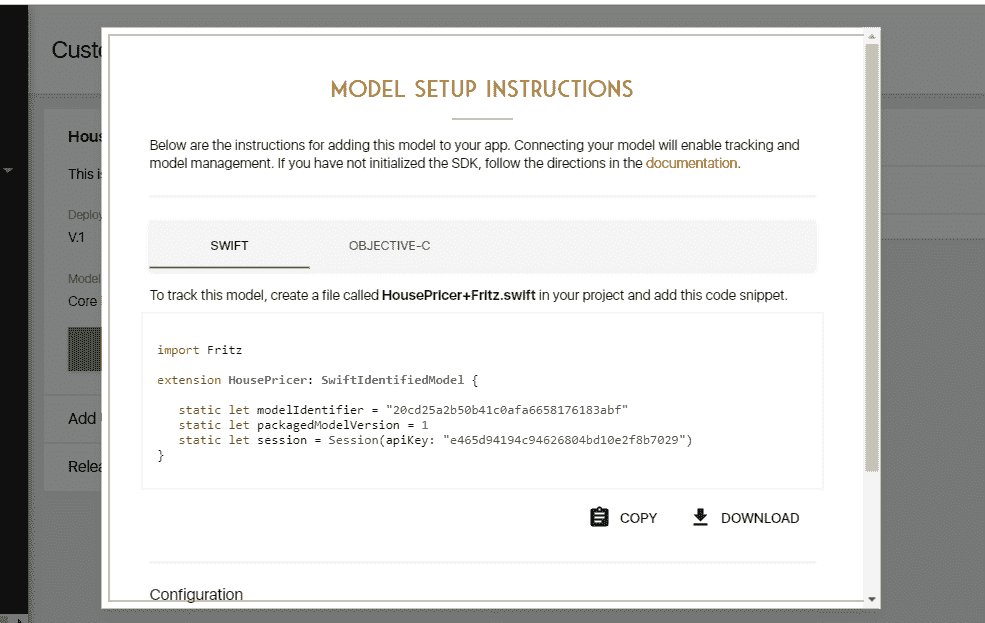 Custo
MODEL SETUP INSTRUCTIONS
Below are the instructions for adding this model to your app. Connecting your model will enable tracking and
model management. If you have not initialized the SDK, follow the directions in the documentation.
Hous
This is
Deploy
V.1
Model
Core
Add
Relea
SWIFT OBJECTIVE-C
To track this model, create a file called HousePricer+Fritz.swift in your project and add this code snippet.
import Fritz
extension HousePricer: SwiftIdentifiedModel {
static let modelIdentifier = "20cd25a2b50b41c0afa6658176183abf"
static let packagedModelVersion = 1
static let session = Session(apiKey: "e465d94194c94626804bd10e2f8b7029")
}
COPY DOWNLOAD
Configuration